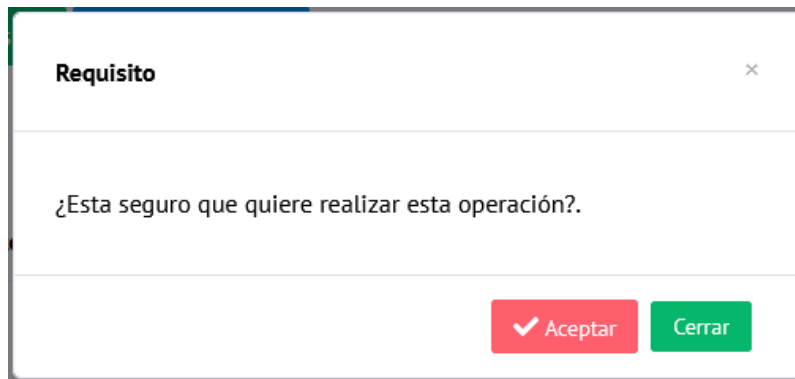 Requisito
×
¿Esta seguro que quiere realizar esta operación?.
Aceptar
Cerrar